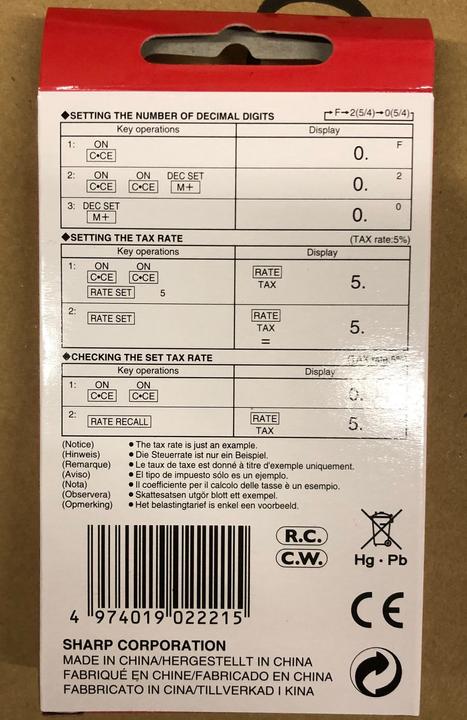 ◆SETTING THE NUMBER OF DECIMAL DIGITS F→2(5/4)→0(5/4)
Key operations Display
1: ON F
C•CE 0.
2: ON ON DEC SET 2
C•CE C•CE M+ 0.
3: DEC SET 0
M+ 0.
◆SETTING THE TAX RATE (TAX rate:5%)
Key operations Display
1: ON ON
C•CE C•CE RATE TAX 5.
RATE SET 5
2: RATE SET RATE TAX = 5.
◆CHECKING THE SET TAX RATE (TAX rate:5%)
Key operations Display
1: ON ON
C•CE C•CE 0.
2: RATE RECALL RATE TAX 5.
(Notice) ● The tax rate is just an example.
(Hinweis) ● Die Steuerrate ist nur ein Beispiel.
(Remarque) ● Le taux de taxe est donné à titre d'exemple uniquement.
(Aviso) ● El tipo de impuesto sólo es un ejemplo.
(Nota) ● Il coefficiente per il calcolo delle tasse è un esempio.
(Observera) ● Skattesatsen utgör blott ett exempel.
(Opmerking) ● Het belastingtarief is enkel een voorbeeld.
R.C.
C.W.
Hg · Pb
4 974019 022215
CE
SHARP CORPORATION
MADE IN CHINA/HERGESTELLT IN CHINA
FABRIQUÉ EN CHINE/FABRICADO EN CHINA
FABBRICATO IN CINA/TILLVERKAD I KINA